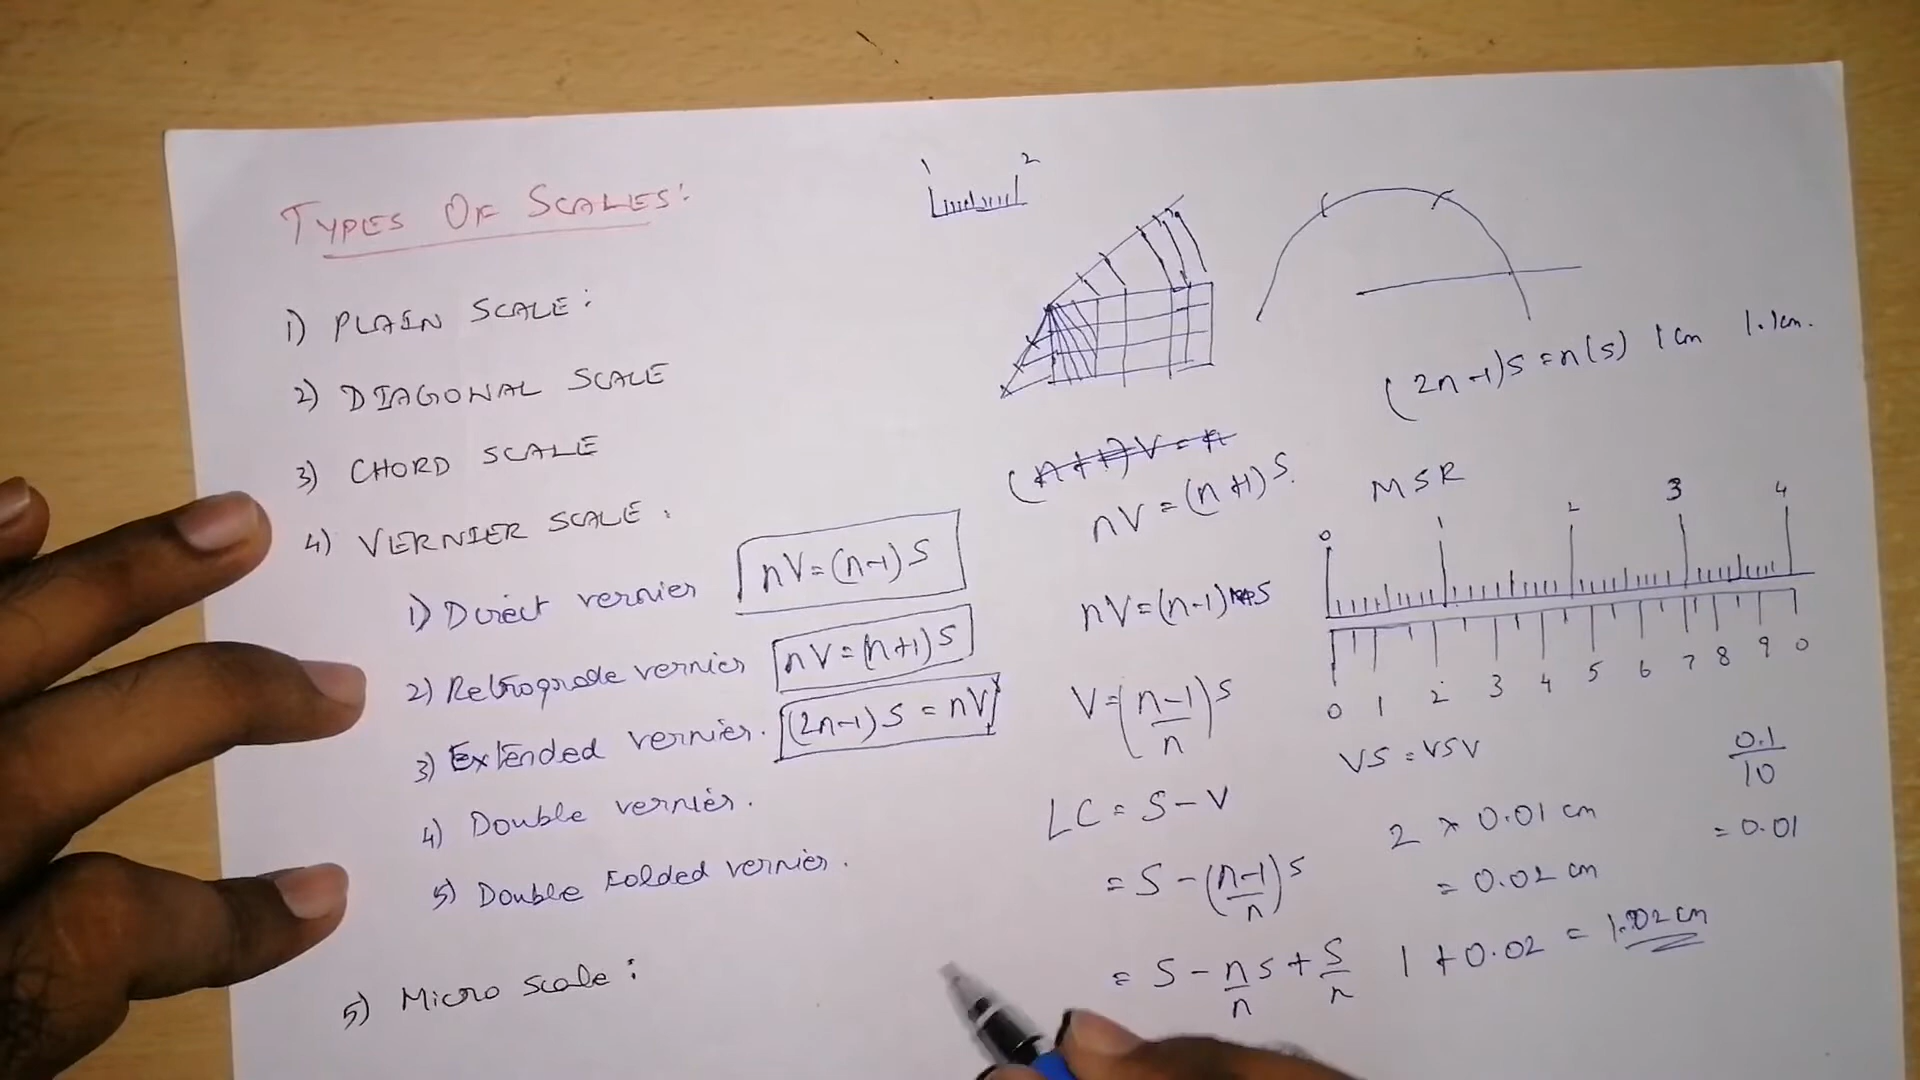 TYPES OF SCALES:
1) PLAIN SCALE:
2) DIAGONAL SCALE
3) CHORD SCALE
4) VERNIER SCALE:
1) Direct vernier nV=(n-1)S
2) Retrograde vernier nV=(n+1)S
3) Extended vernier. (2n-1)S = nV
4) Double vernier.
5) Double Folded vernier.
5) Micro scale:
1 2
(n+1)V = n
nV = (n+1)S.
nV=(n-1)S
V=(n-1/n)S
LC = S-V
= S-(n-1/n)S
= S - n/n S + S/n
(2n-1)S = n(S) 1cm 1.1cm.
MSR
0 1 2 3 4
0 1 2 3 4 5 6 7 8 9 0
VS = VSV
0.1/10
= 0.01
2 x 0.01 cm
= 0.02 cm
1 + 0.02 = 1.02 cm